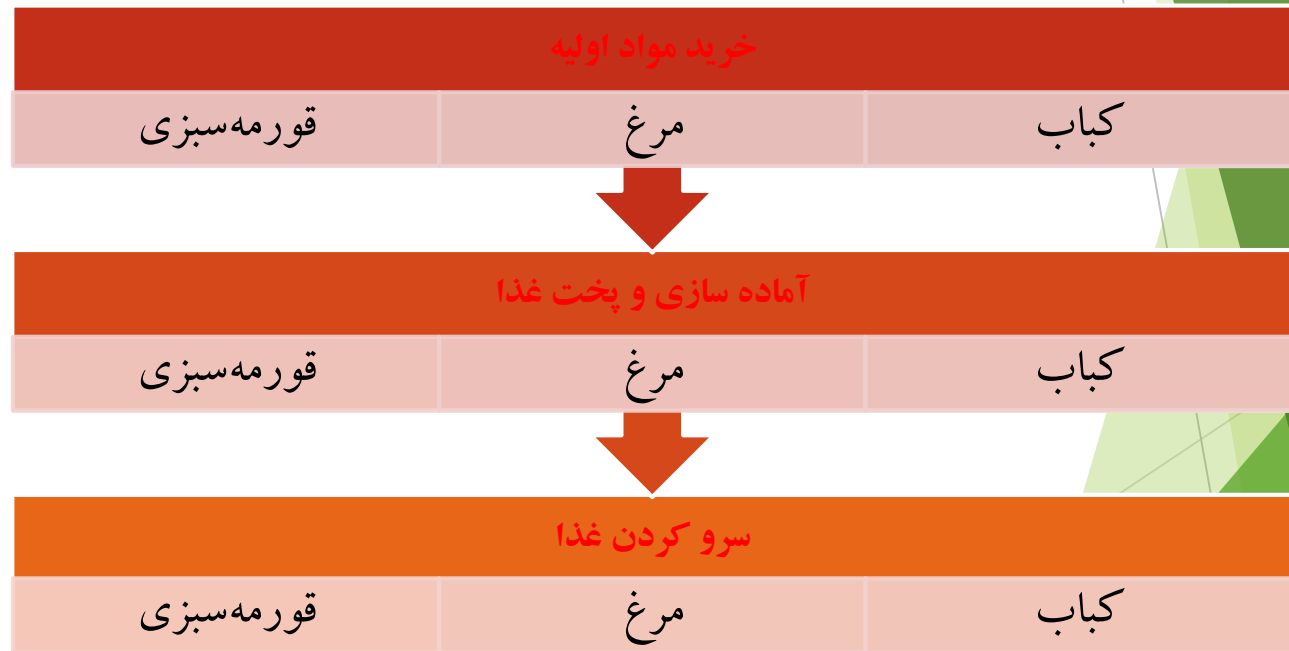 خرید مواد اولیه
کباب مرغ قورمه‌سبزی
آماده سازی و پخت غذا
کباب مرغ قورمه‌سبزی
سرو کردن غذا
کباب مرغ قورمه‌سبزی